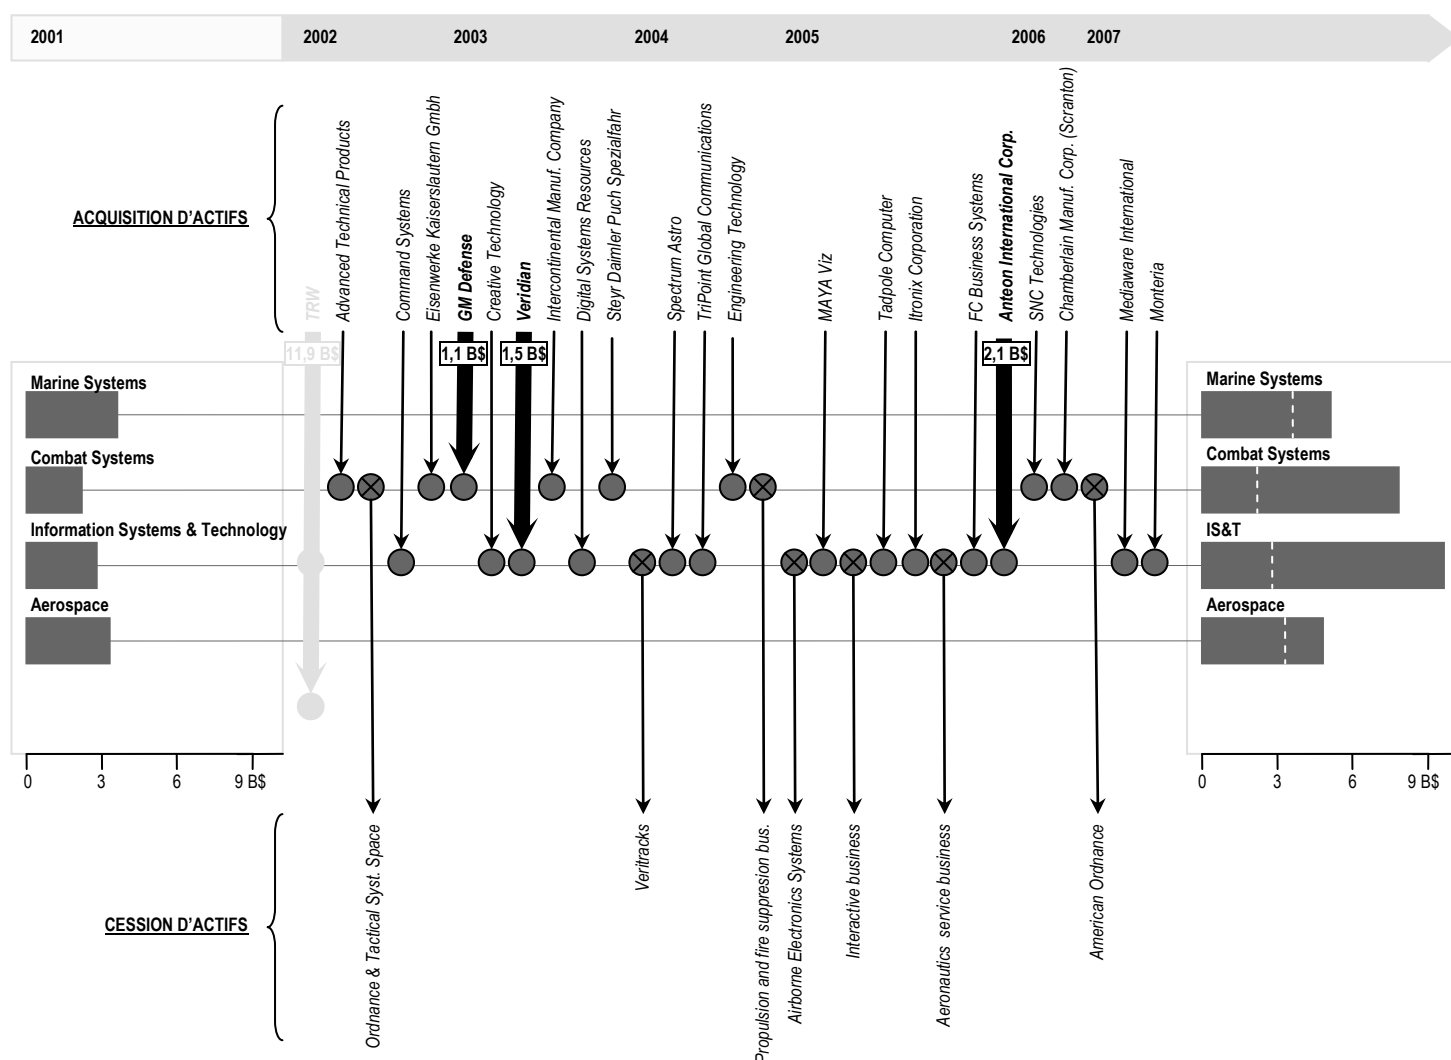 2001
2002
2003
2004
2005
2006
2007
ACQUISITION D'ACTIFS
TRW
Advanced Technical Products
Command Systems
Eisenwerke Kaiserslautern Gmbh
GM Defense
Creative Technology
Veridian
Intercontinental Manuf. Company
Digital Systems Resources
Steyr Daimler Puch Spezialfahr
Spectrum Astro
TriPoint Global Communications
Engineering Technology
MAYA Viz
Tadpole Computer
Itronix Corporation
FC Business Systems
Anteon International Corp.
SNC Technologies
Chamberlain Manuf. Corp. (Scranton)
Mediaware International
Monteria
11,9 B$
1,1 B$
1,5 B$
2,1 B$
Marine Systems
Combat Systems
Information Systems & Technology
Aerospace
0
3
6
9 B$
Marine Systems
Combat Systems
IS&T
Aerospace
0
3
6
9 B$
CESSION D'ACTIFS
Ordnance & Tactical Syst. Space
Veritracks
Propulsion and fire suppresion bus.
Airborne Electronics Systems
Interactive business
Aeronautics service business
American Ordnance